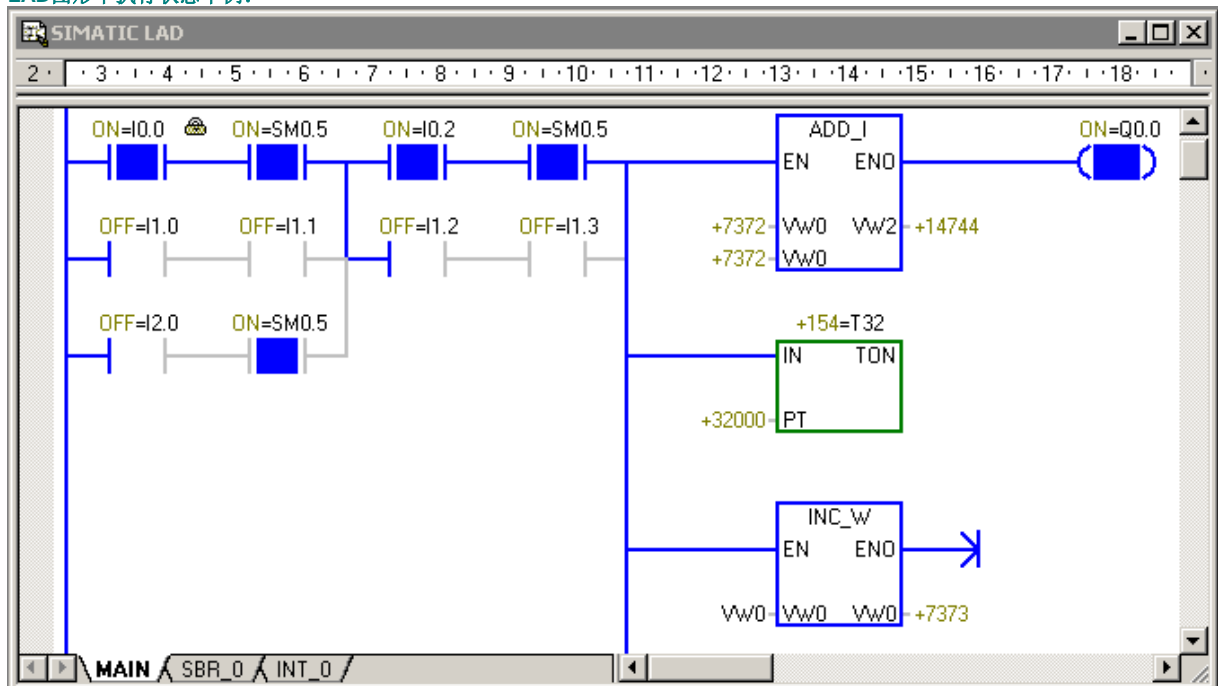 SIMATIC LAD
2 · · 3 · ı · 4 · ı · 5 · ı · 6 · ı · 7 · ı · 8 · ı · 9 · ı · 10 · ı · 11 · ı · 12 · ı · 13 · ı · 14 · ı · 15 · ı · 16 · ı · 17 · ı · 18 · ı ·
ON=I0.0 ON=SM0.5 ON=I0.2 ON=SM0.5 ADD_I ON=Q0.0
EN ENO
OFF=I1.0 OFF=I1.1 OFF=I1.2 OFF=I1.3 +7372 VW0 VW2 +14744
+7372 VW0
OFF=I2.0 ON=SM0.5 +154=T32
IN TON
+32000 PT
INC_W
EN ENO
VW0 VW0 VW0 +7373
MAIN SBR_0 INT_0